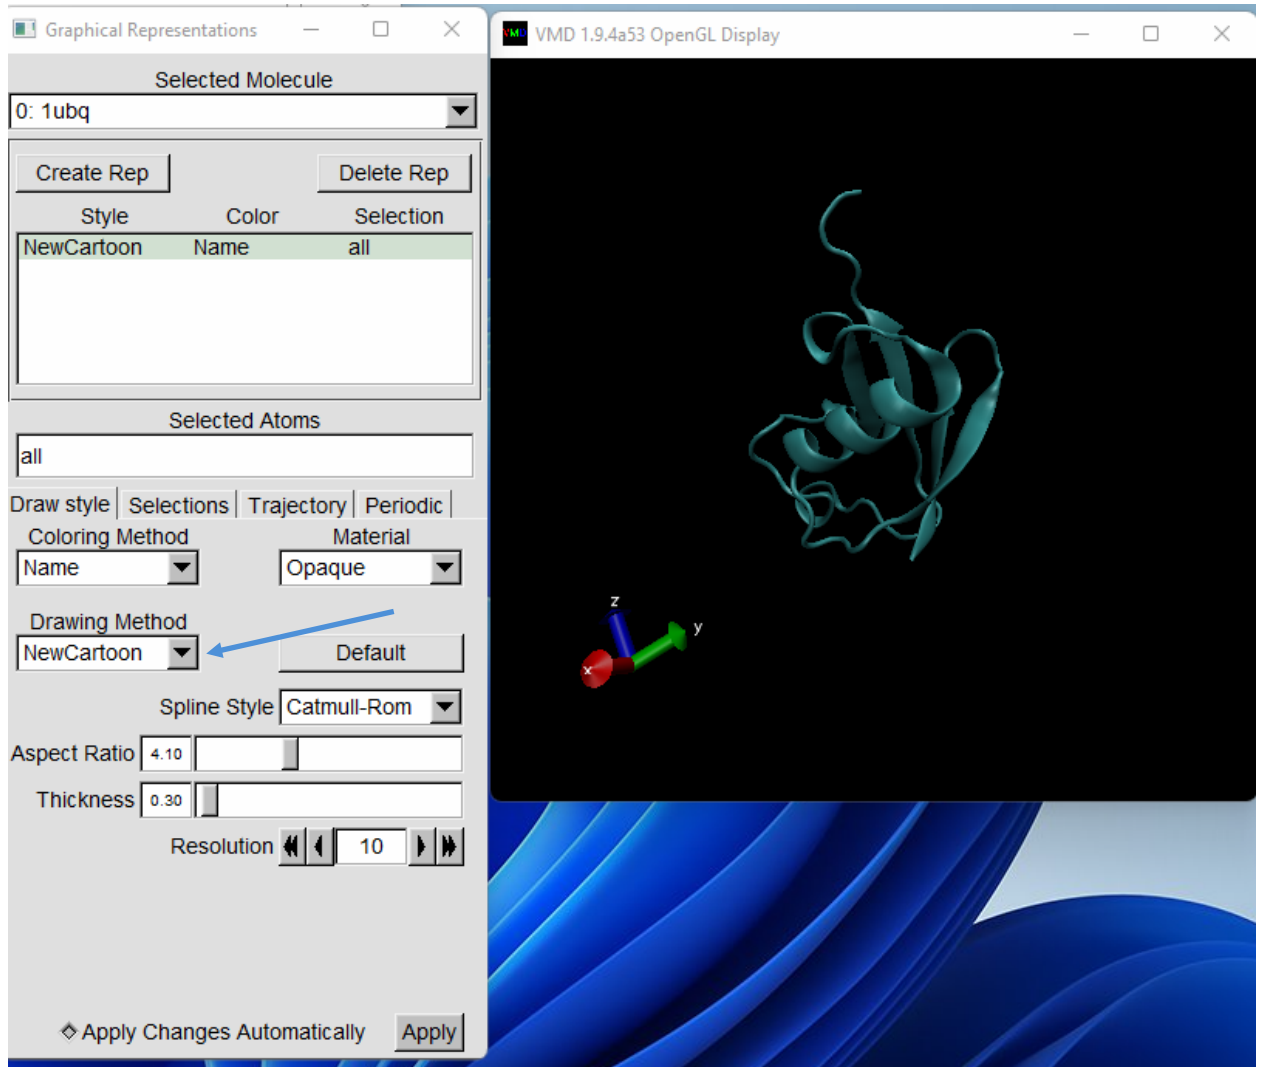 Graphical Representations
Selected Molecule
0: 1ubq
Create Rep Delete Rep
Style Color Selection
NewCartoon Name all
Selected Atoms
all
Draw style Selections Trajectory Periodic
Coloring Method Material
Name Opaque
Drawing Method
NewCartoon Default
Spline Style Catmull-Rom
Aspect Ratio 4.10
Thickness 0.30
Resolution 10
Apply Changes Automatically Apply
VMD VMD 1.9.4a53 OpenGL Display
z
y
x